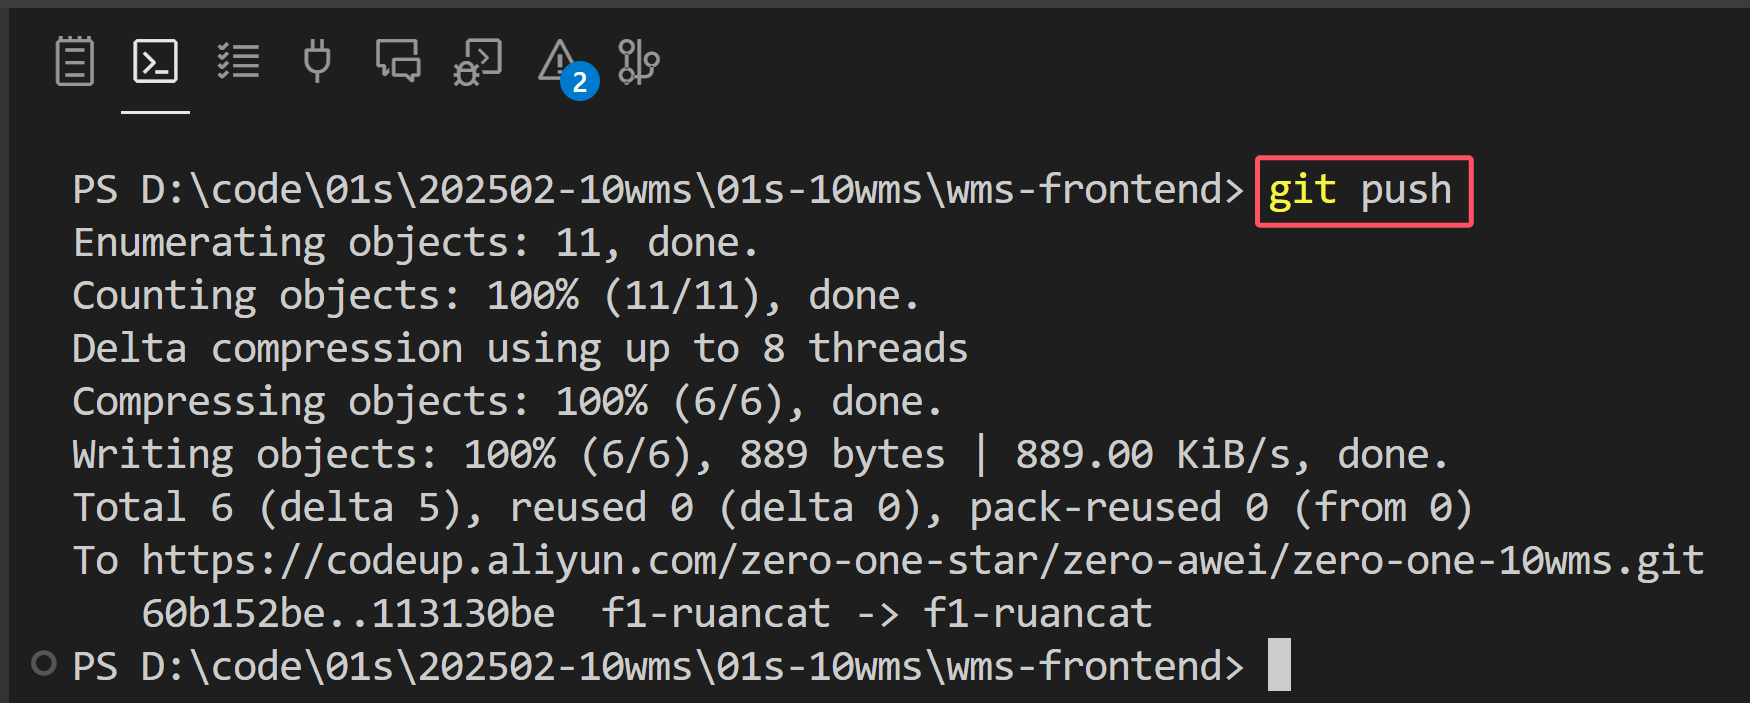 2
PS D:\code\01s\202502-10wms\01s-10wms\wms-frontend> git push
Enumerating objects: 11, done.
Counting objects: 100% (11/11), done.
Delta compression using up to 8 threads
Compressing objects: 100% (6/6), done.
Writing objects: 100% (6/6), 889 bytes | 889.00 KiB/s, done.
Total 6 (delta 5), reused 0 (delta 0), pack-reused 0 (from 0)
To https://codeup.aliyun.com/zero-one-star/zero-awei/zero-one-10wms.git
   60b152be..113130be  f1-ruancat -> f1-ruancat
PS D:\code\01s\202502-10wms\01s-10wms\wms-frontend>